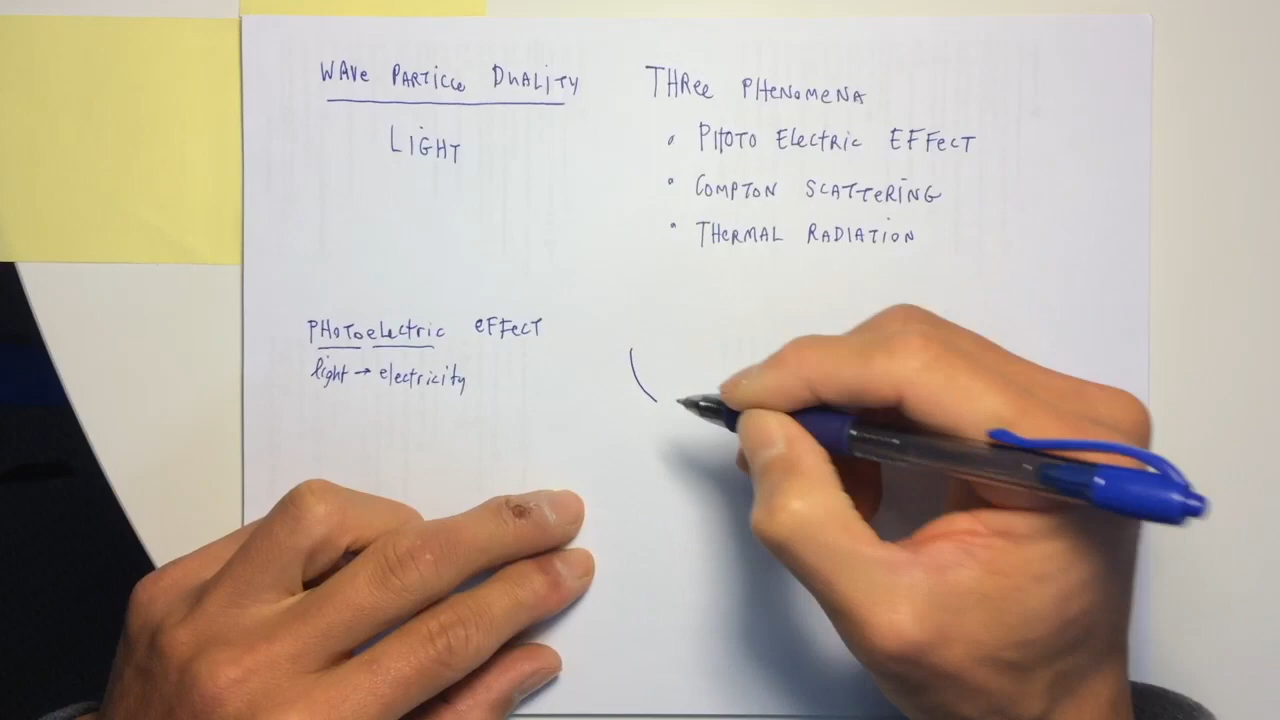 WAVe PARTiCLe DUALiTY
LiGHT
THRee PHeNOMeNA
• PHOTO Electric EFFecT
• COMPTON SCATTeRiNG
• THeRMAL RADiATiON
PHoToelectric eFFecT
light → electricity